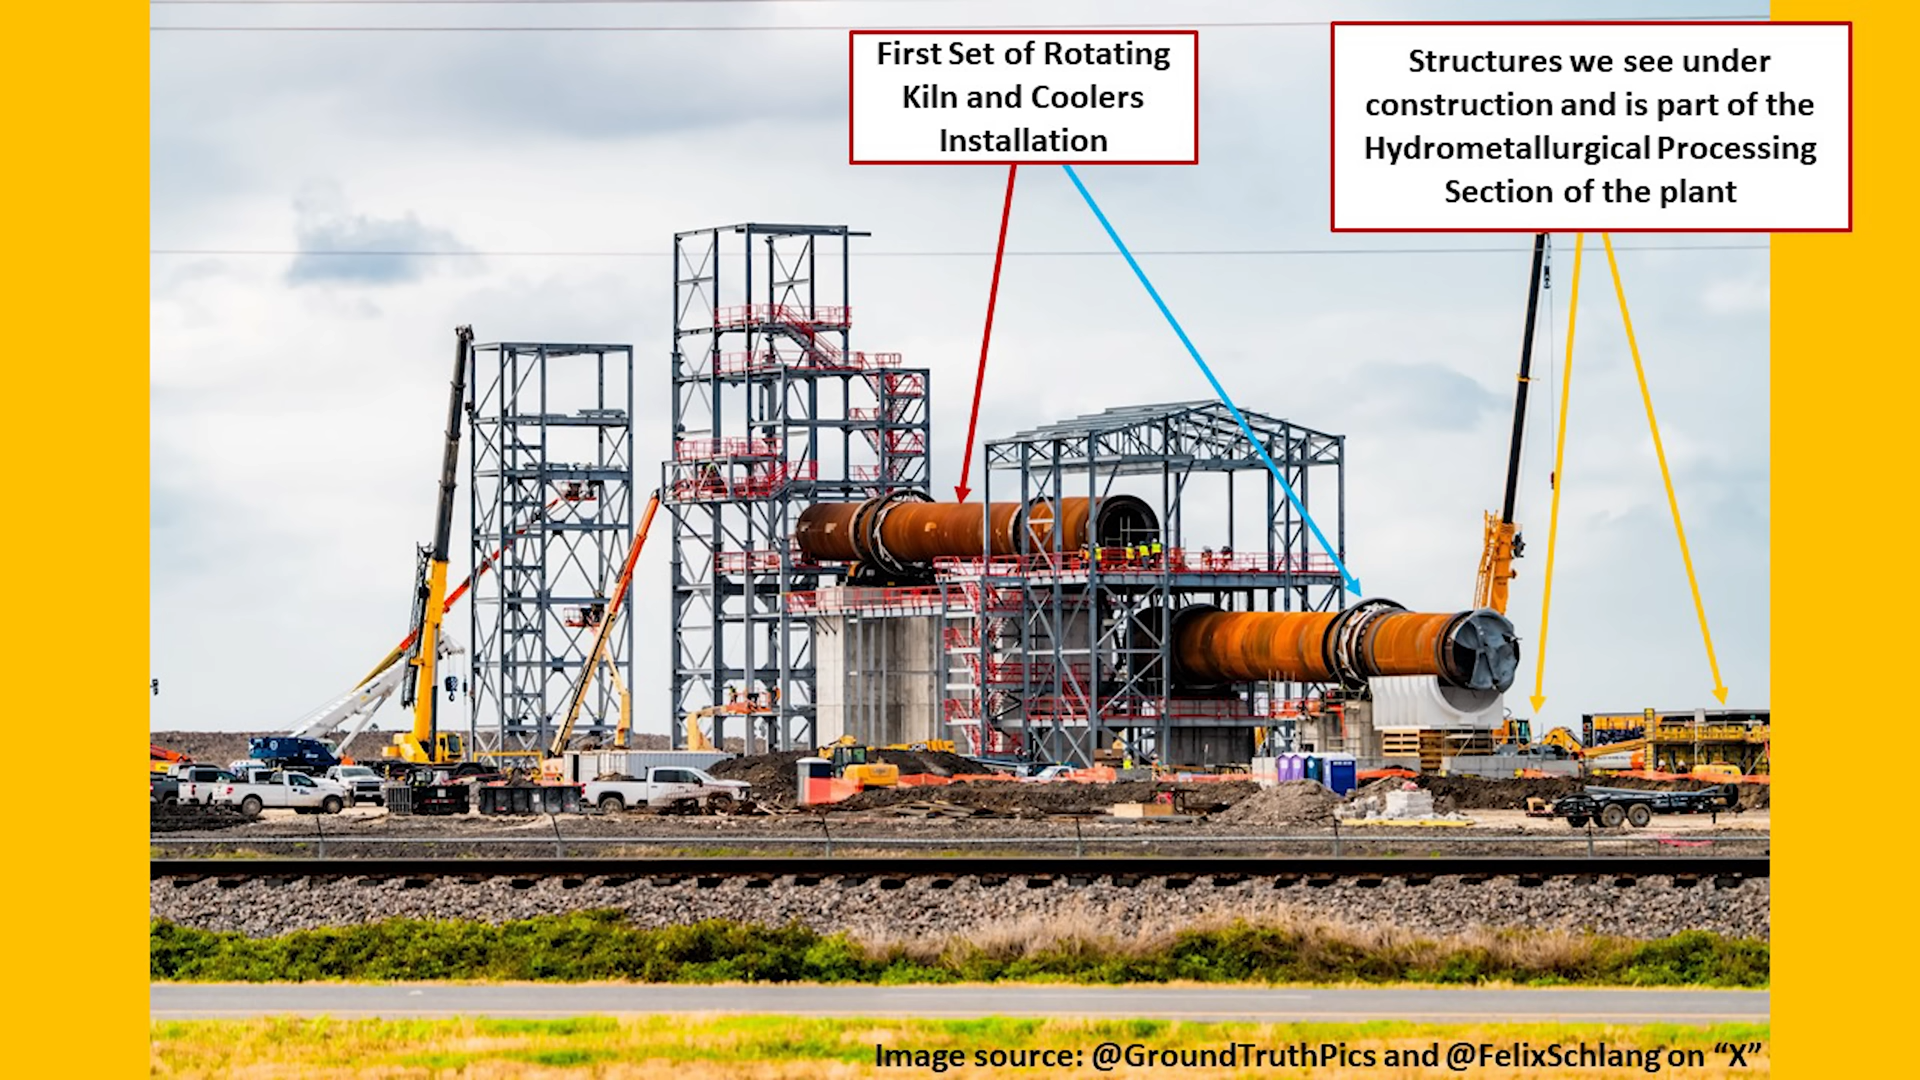 First Set of Rotating
Kiln and Coolers
Installation
Structures we see under
construction and is part of the
Hydrometallurgical Processing
Section of the plant
Image source: @GroundTruthPics and @FelixSchlang on “X”